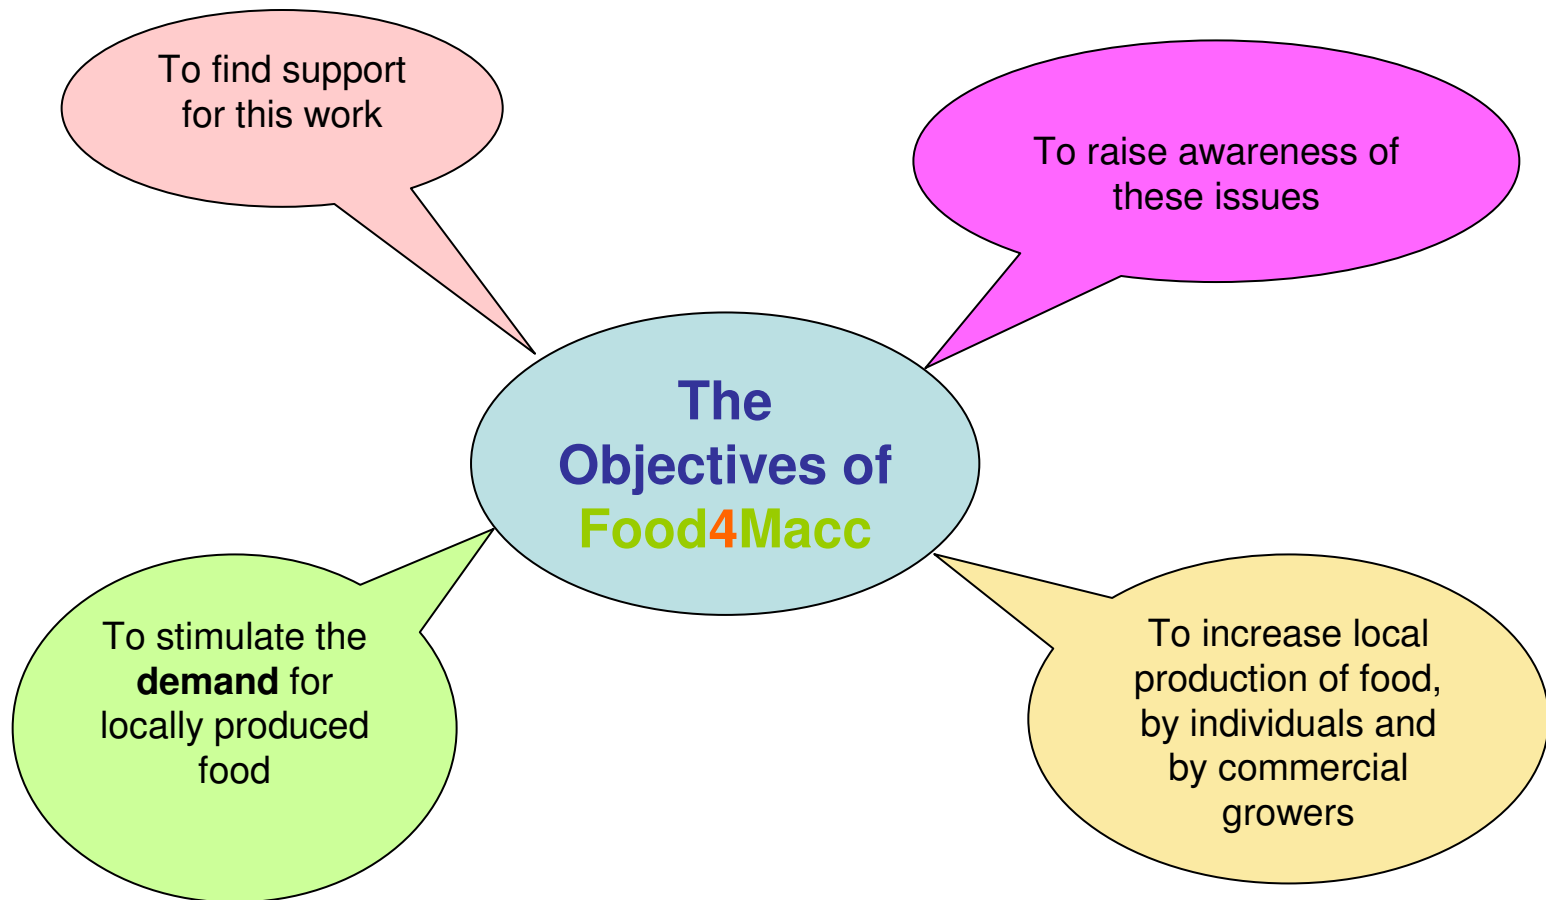 To find support
for this work
To raise awareness of
these issues
The
Objectives of
Food4Macc
To stimulate the
demand for
locally produced
food
To increase local
production of food,
by individuals and
by commercial
growers